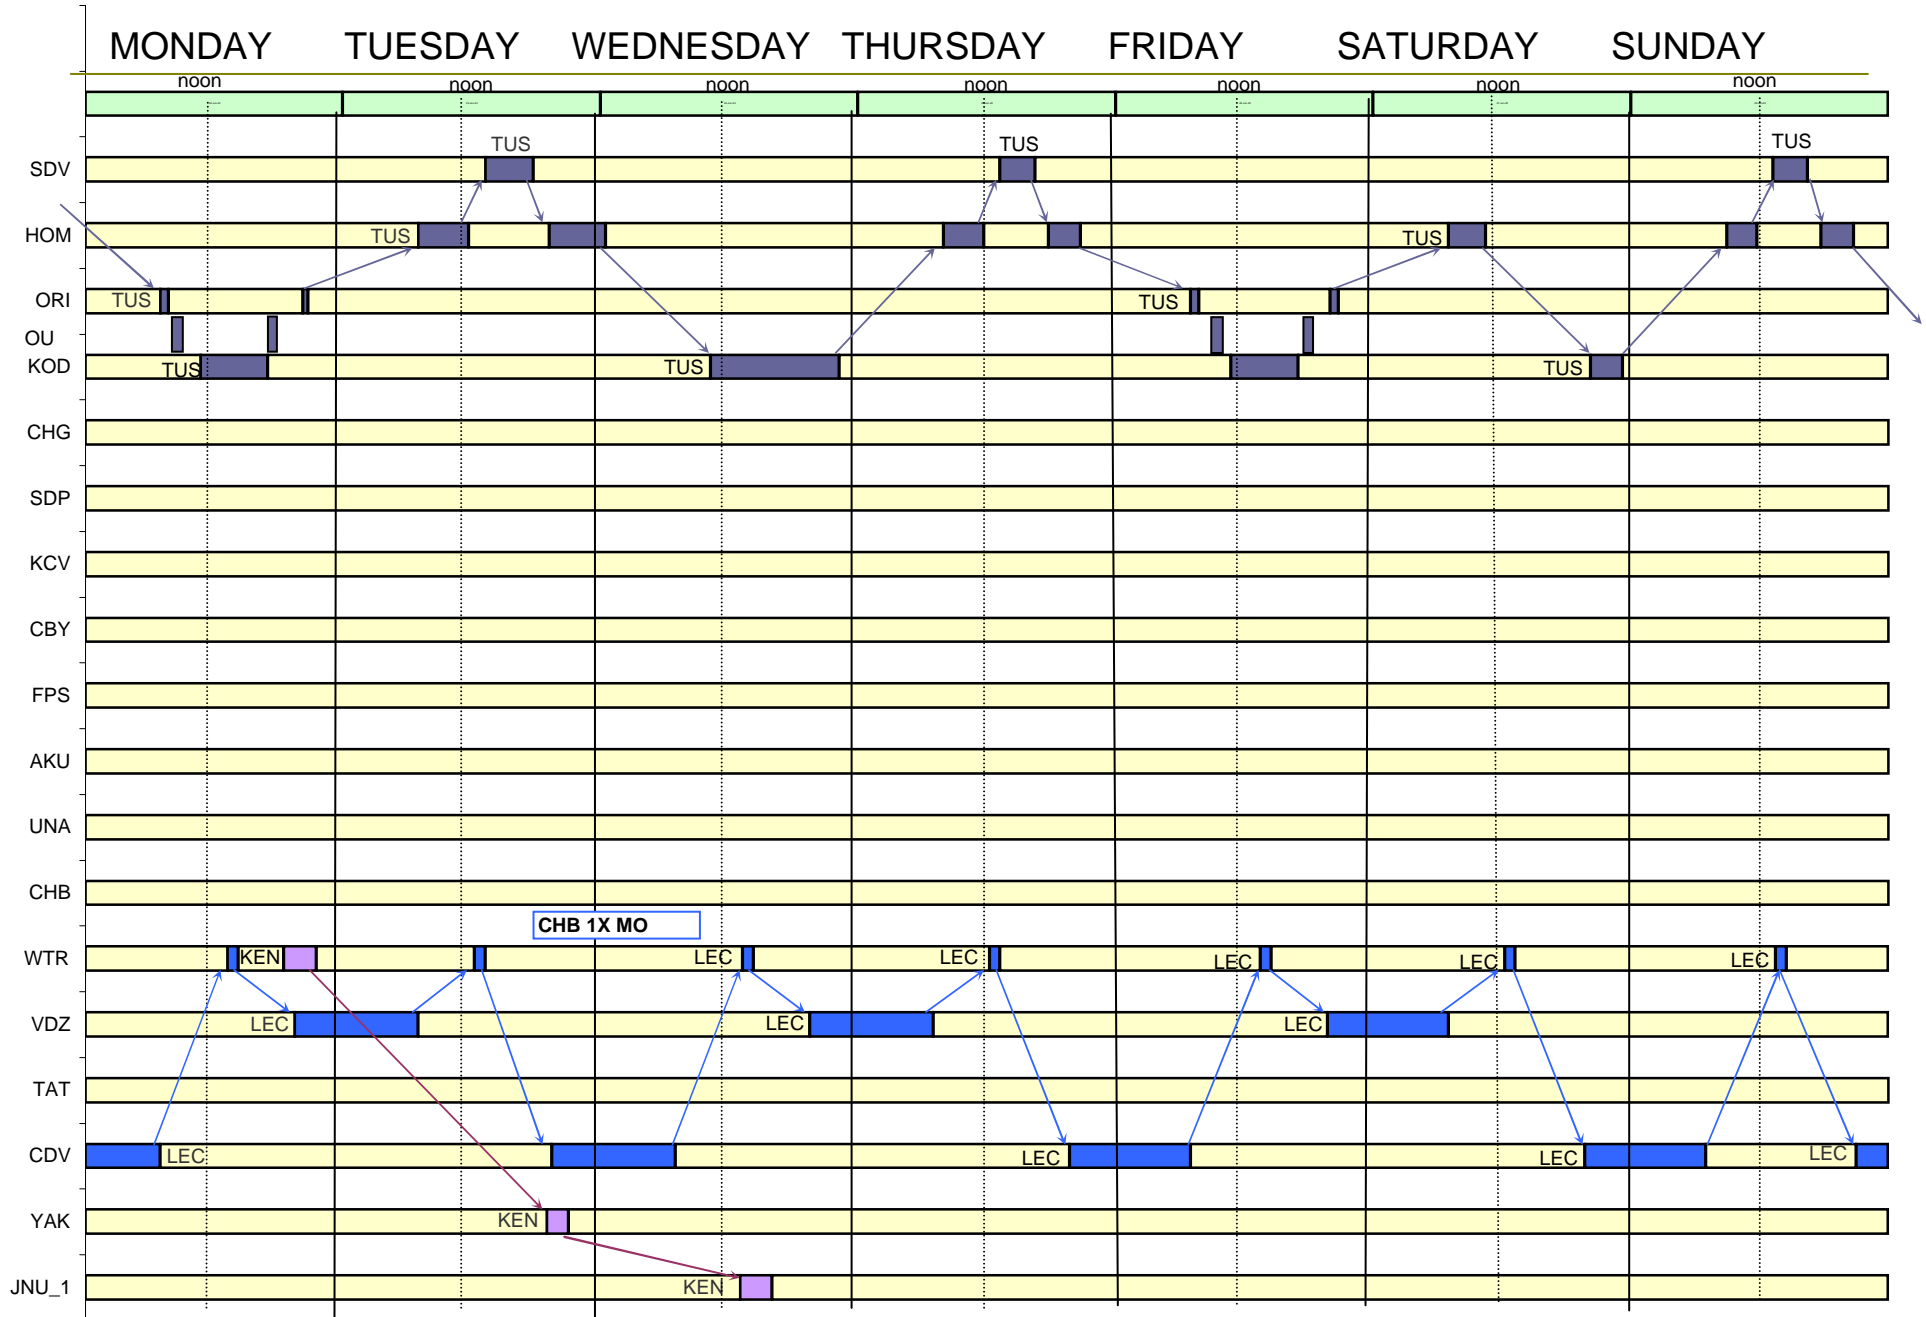 MONDAY TUESDAY WEDNESDAY THURSDAY FRIDAY SATURDAY SUNDAY
noon noon noon noon noon noon noon
TUS TUS TUS
SDV
HOM TUS TUS
ORI TUS TUS
OU
KOD TUS TUS TUS
CHG
SDP
KCV
CBY
FPS
AKU
UNA
CHB
CHB 1X MO
WTR KEN LEC LEC LEC LEC LEC
VDZ LEC LEC LEC
TAT
CDV LEC LEC LEC LEC
YAK KEN
JNU_1 KEN